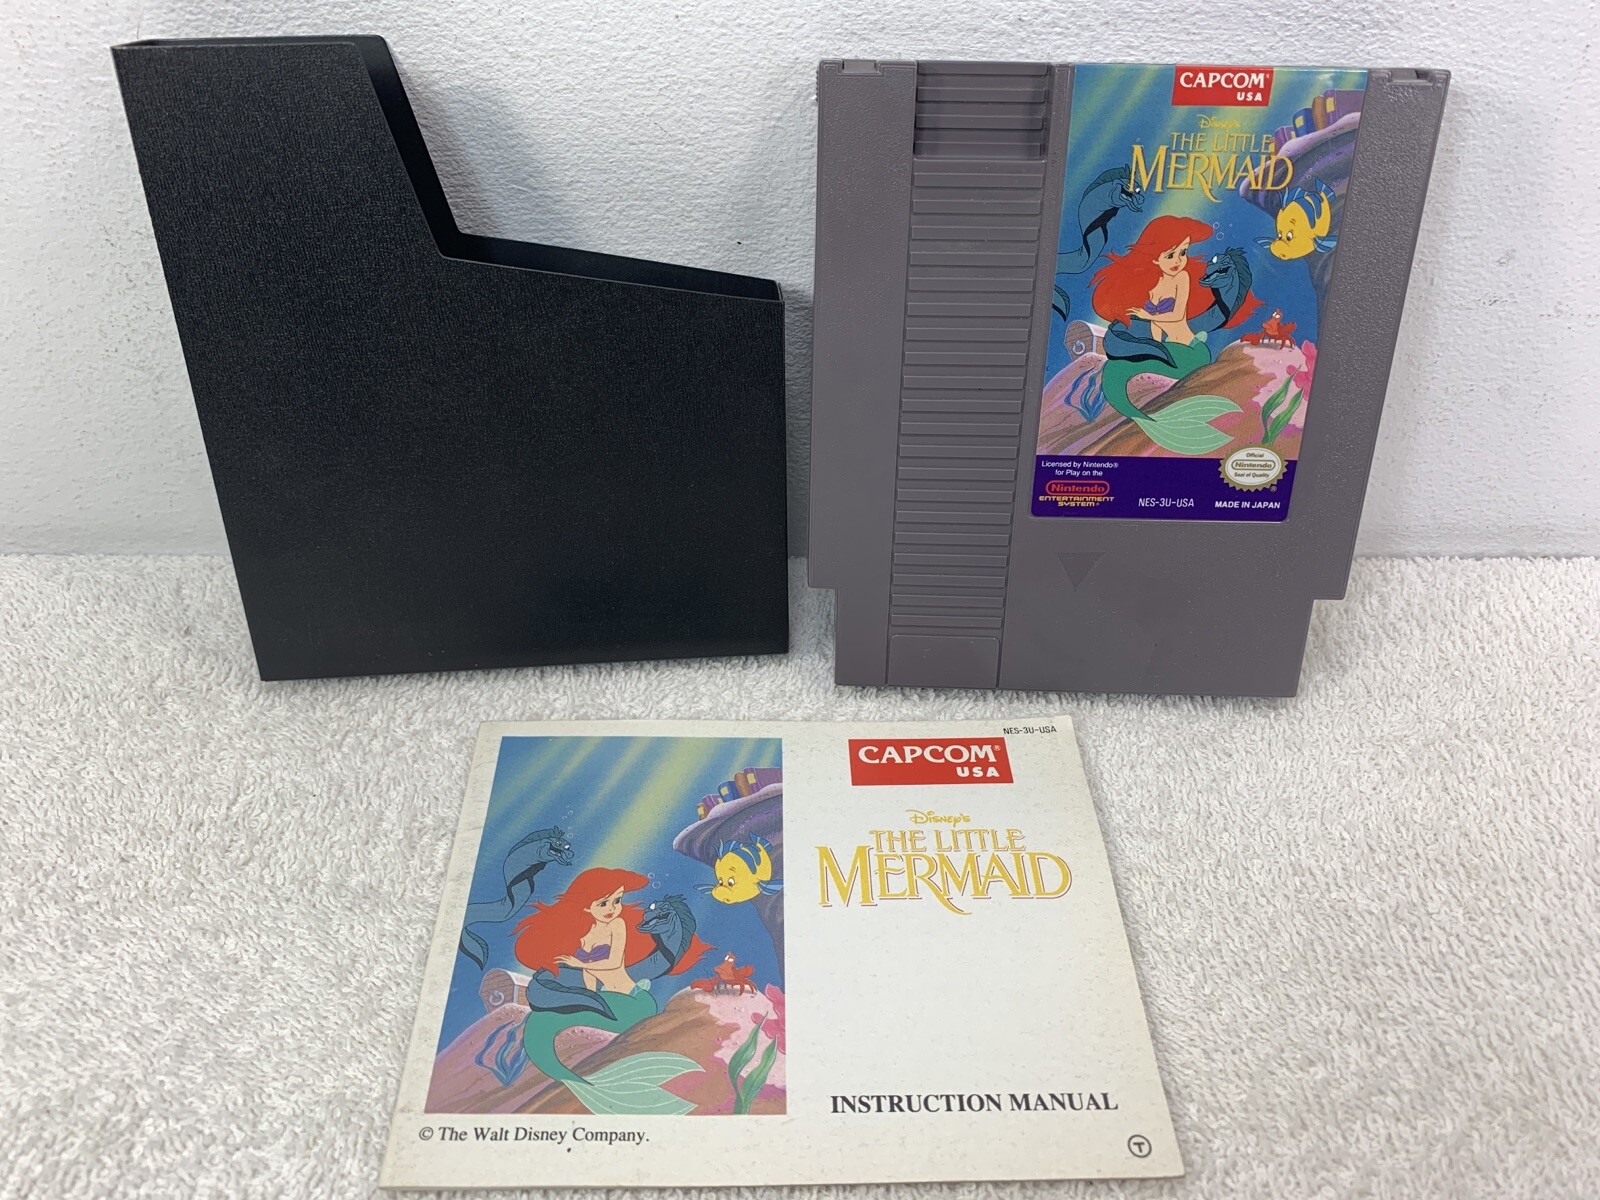 CAPCOM®
USA
Disney's
THE LITTLE
MERMAID
Licensed by Nintendo®
for Play on the
Nintendo
ENTERTAINMENT
SYSTEM®
NES-3U-USA
Official
Nintendo
Seal of Quality
MADE IN JAPAN
NES-3U-USA
CAPCOM®
USA
Disney's
THE LITTLE
MERMAID
INSTRUCTION MANUAL
© The Walt Disney Company.
T